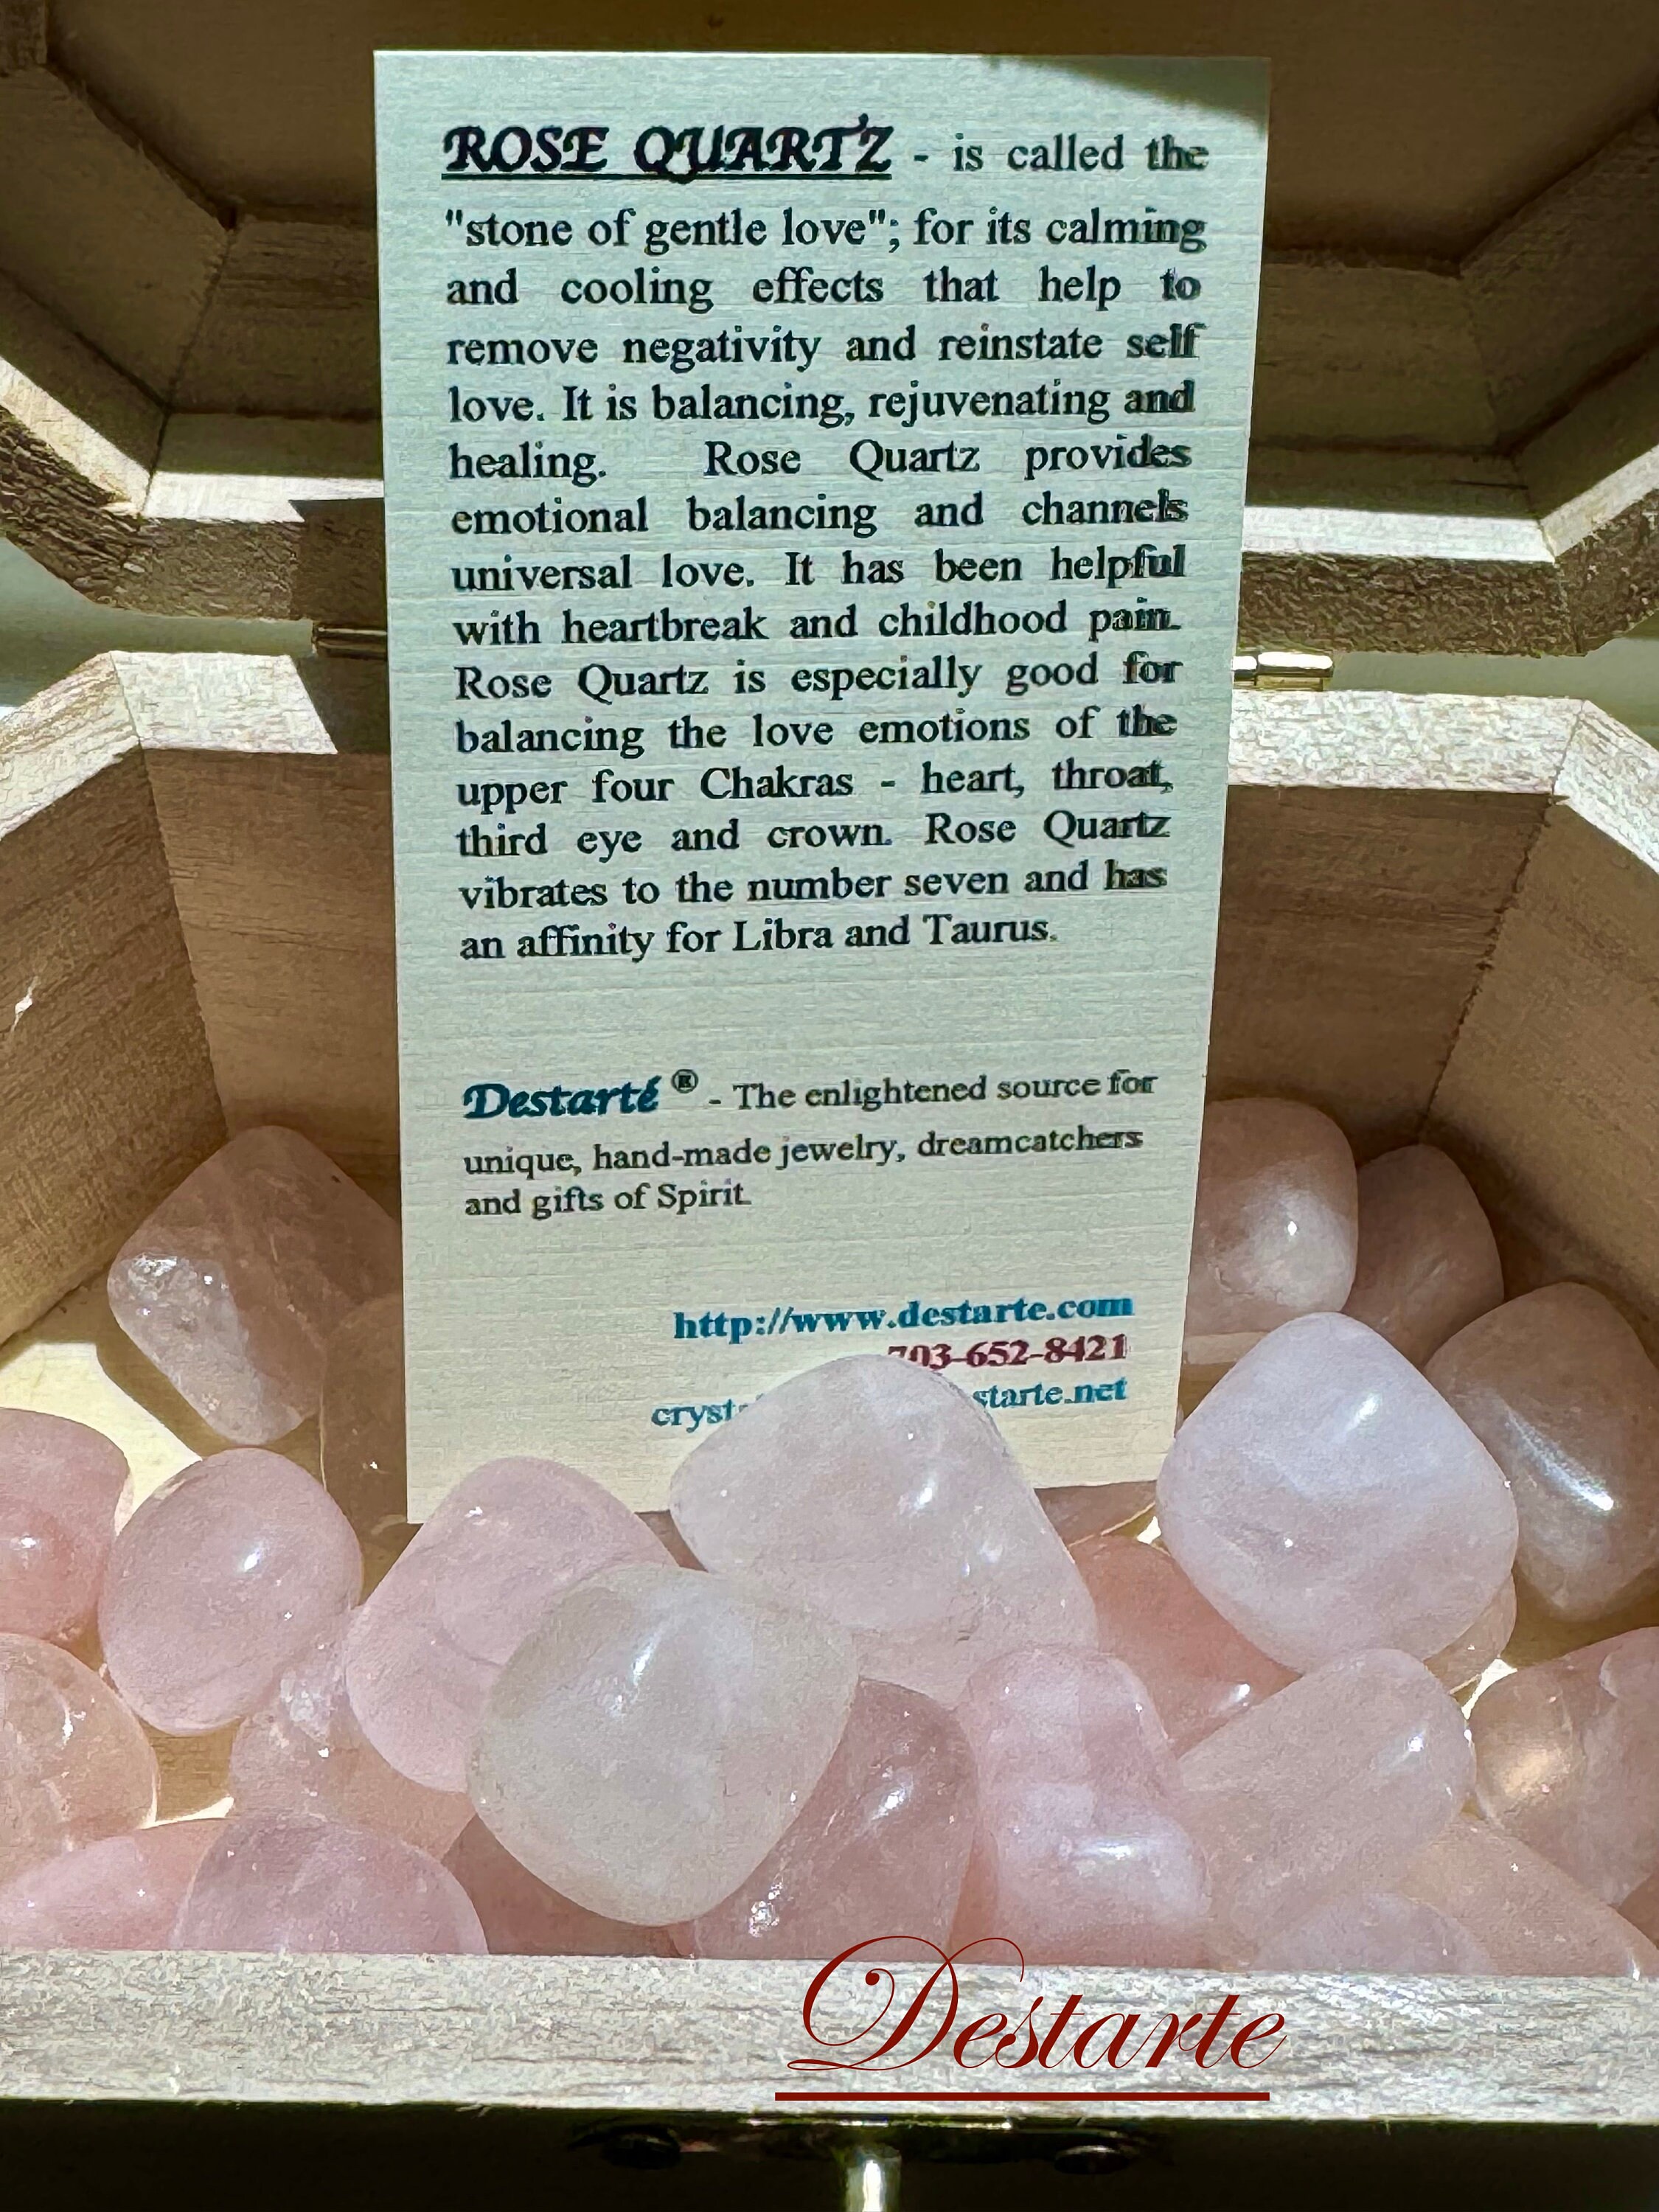 ROSE QUARTZ - is called the
"stone of gentle love"; for its calming
and cooling effects that help to
remove negativity and reinstate self
love. It is balancing, rejuvenating and
healing. Rose Quartz provides
emotional balancing and channels
universal love. It has been helpful
with heartbreak and childhood pain.
Rose Quartz is especially good for
balancing the love emotions of the
upper four Chakras - heart, throat,
third eye and crown. Rose Quartz
vibrates to the number seven and has
an affinity for Libra and Taurus.
Destarté ® - The enlightened source for
unique, hand-made jewelry, dreamcatchers
and gifts of Spirit.
http://www.destarte.com
703-652-8421
starte.net
Destarte